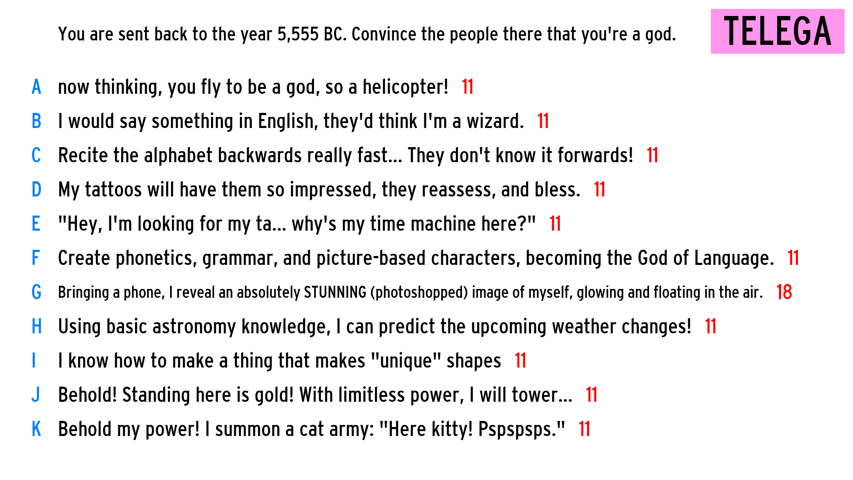 You are sent back to the year 5,555 BC. Convince the people there that you're a god.
TELEGA
A now thinking, you fly to be a god, so a helicopter! 11
B I would say something in English, they'd think I'm a wizard. 11
C Recite the alphabet backwards really fast... They don't know it forwards! 11
D My tattoos will have them so impressed, they reassess, and bless. 11
E "Hey, I'm looking for my ta... why's my time machine here?" 11
F Create phonetics, grammar, and picture-based characters, becoming the God of Language. 11
G Bringing a phone, I reveal an absolutely STUNNING (photoshopped) image of myself, glowing and floating in the air. 18
H Using basic astronomy knowledge, I can predict the upcoming weather changes! 11
I I know how to make a thing that makes "unique" shapes 11
J Behold! Standing here is gold! With limitless power, I will tower... 11
K Behold my power! I summon a cat army: "Here kitty! Pspspsps." 11